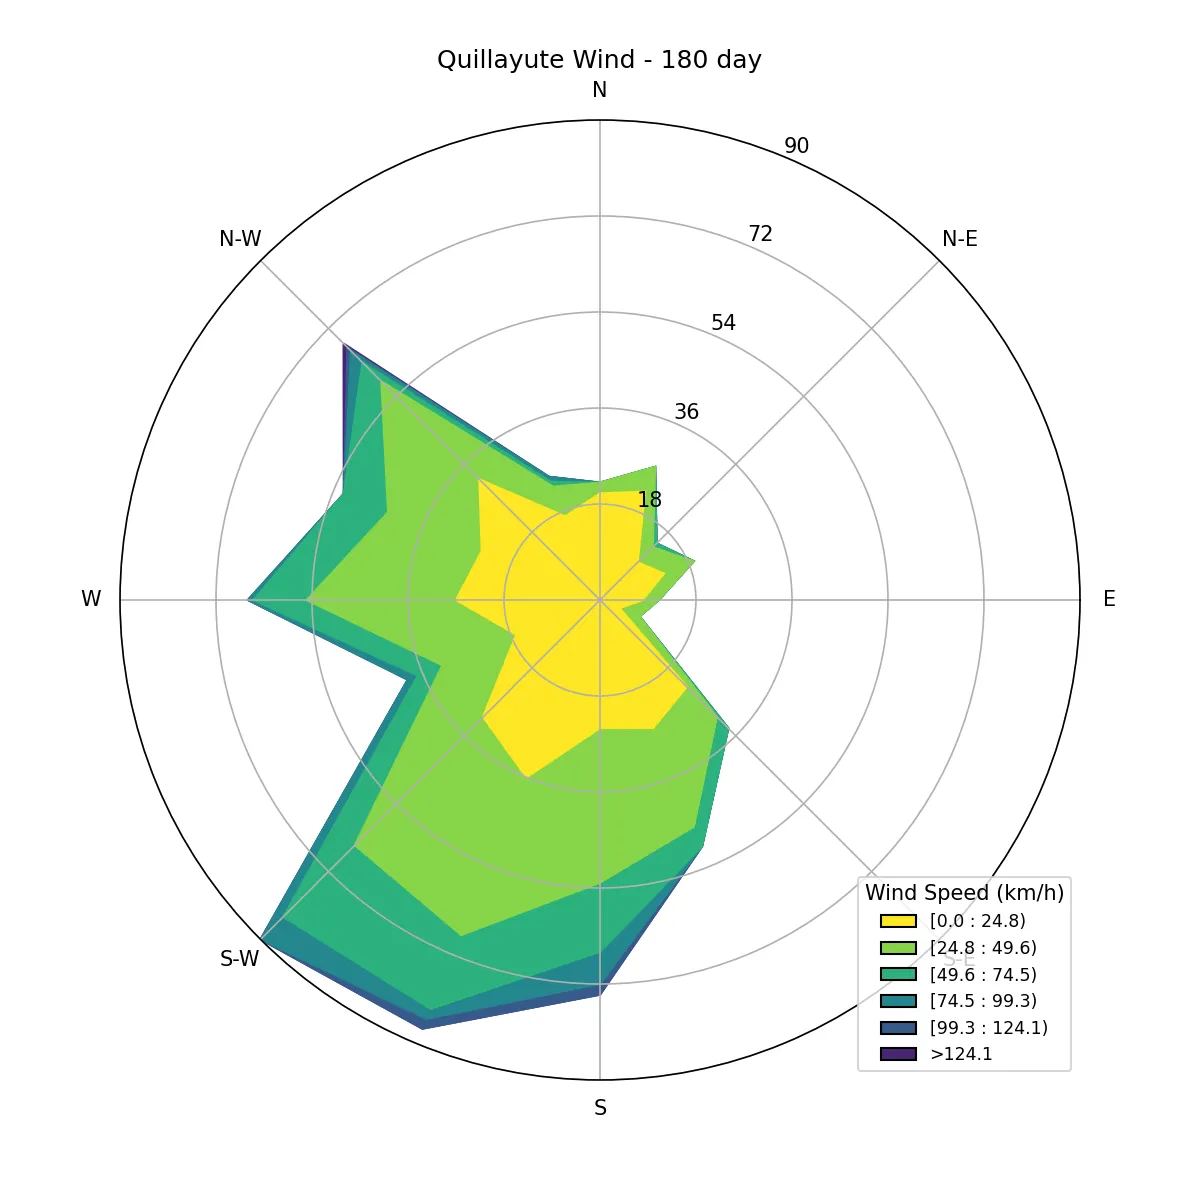 Quillayute Wind - 180 day
N
90
N-W
72
N-E
54
36
18
W
E
S-W
S-E
S
Wind Speed (km/h)
[0.0 : 24.8)
[24.8 : 49.6)
[49.6 : 74.5)
[74.5 : 99.3)
[99.3 : 124.1)
>124.1